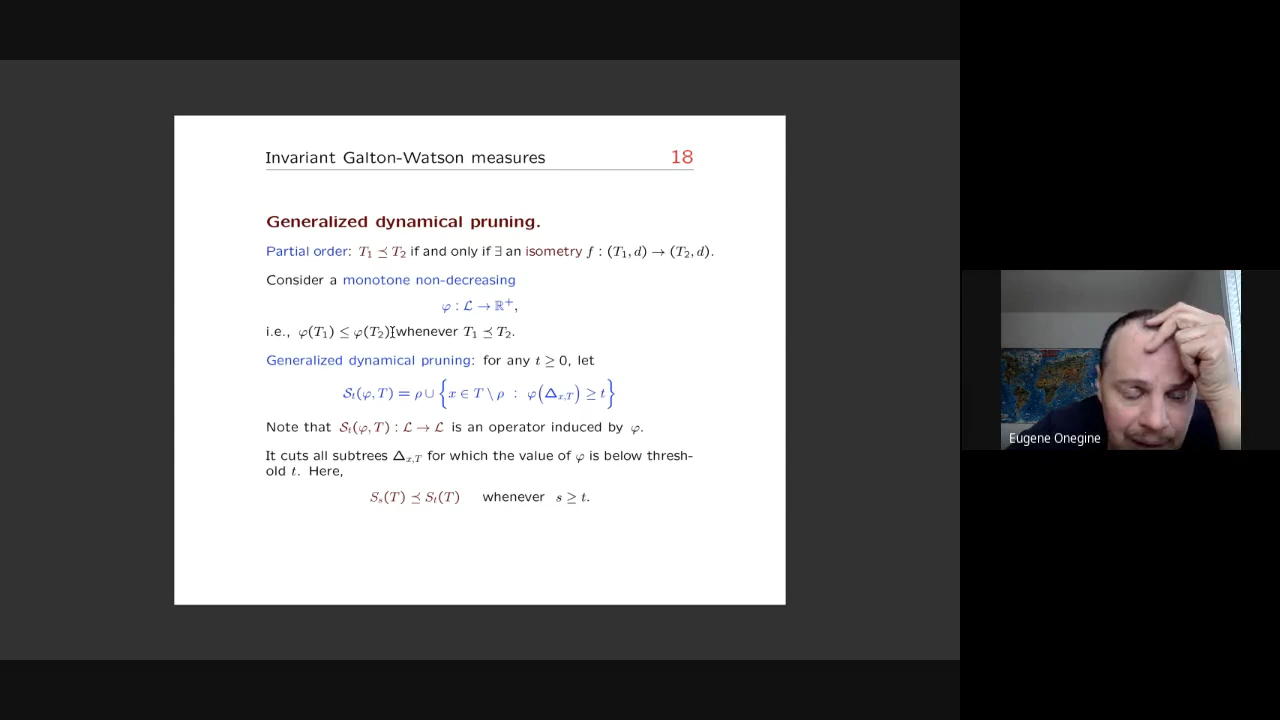 Invariant Galton-Watson measures 18
Generalized dynamical pruning.
Partial order: T₁ ⪯ T₂ if and only if ∃ an isometry f : (T₁, d) → (T₂, d).
Consider a monotone non-decreasing
φ : ℒ → ℝ⁺,
i.e., φ(T₁) ≤ φ(T₂) whenever T₁ ⪯ T₂.
Generalized dynamical pruning: for any t ≥ 0, let
𝒮ₜ(φ, T) = ρ ∪ {x ∈ T \ ρ : φ(Δ_{x,T}) ≥ t}
Note that 𝒮ₜ(φ, T) : ℒ → ℒ is an operator induced by φ.
It cuts all subtrees Δ_{x,T} for which the value of φ is below thresh-
old t. Here,
Sₛ(T) ⪯ Sₜ(T) whenever s ≥ t.
Eugene Onegine